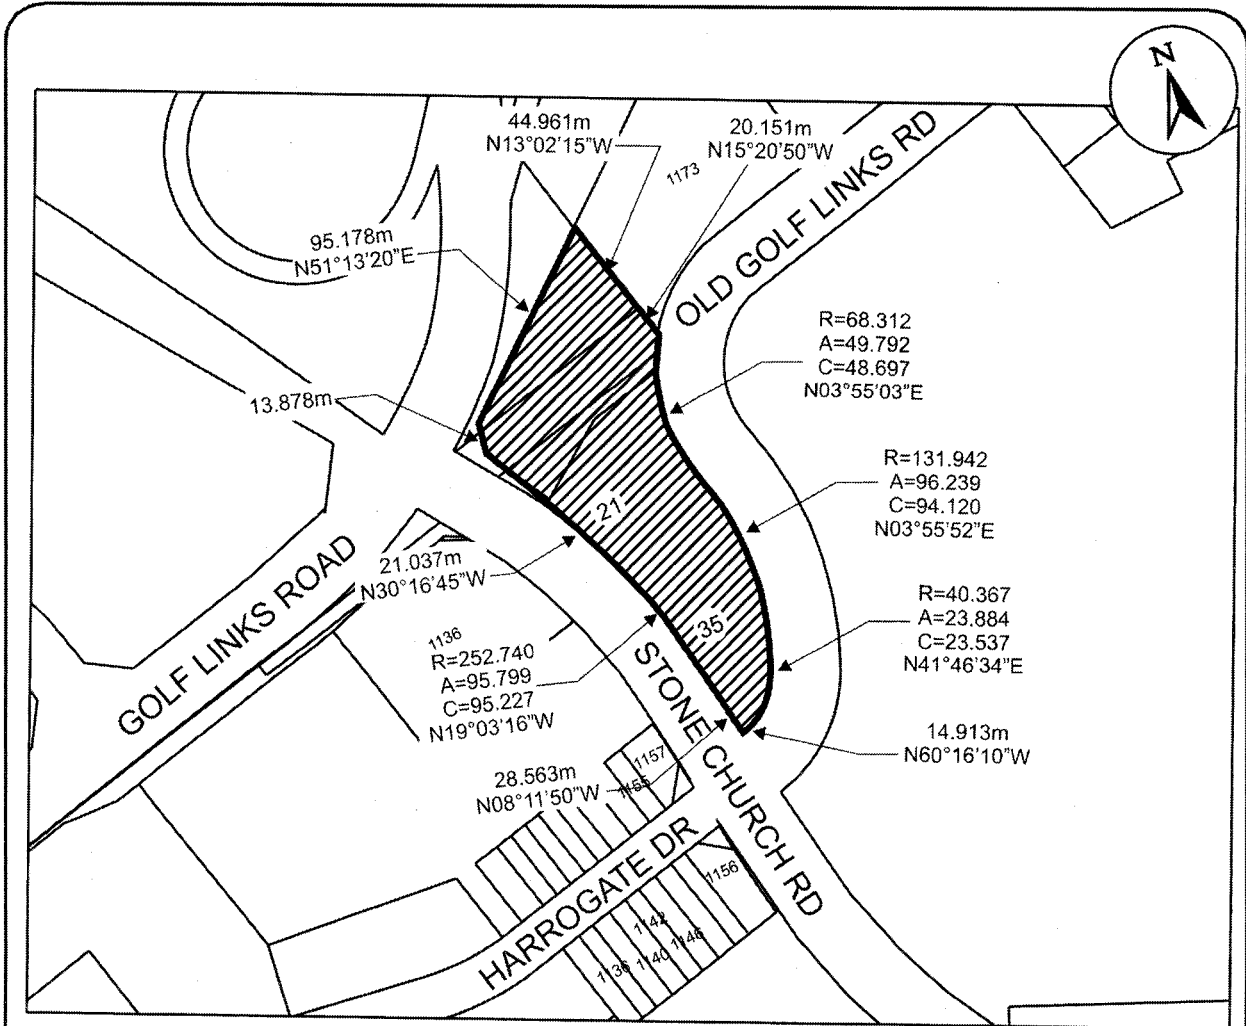 N
44.961m
N13°02'15"W
20.151m
N15°20'50"W
1173
OLD GOLF LINKS RD
95.178m
N51°13'20"E
R=68.312
A=49.792
C=48.697
N03°55'03"E
13.878m
R=131.942
A=96.239
C=94.120
N03°55'52"E
21
GOLF LINKS ROAD
21.037m
N30°16'45"W
R=40.367
A=23.884
C=23.537
N41°46'34"E
35
1136
R=252.740
A=95.799
C=95.227
N19°03'16"W
STONE CHURCH RD
14.913m
N60°16'10"W
1157
1155
28.563m
N08°11'50"W
HARROGATE DR
1156
1142
1146
1140
1136